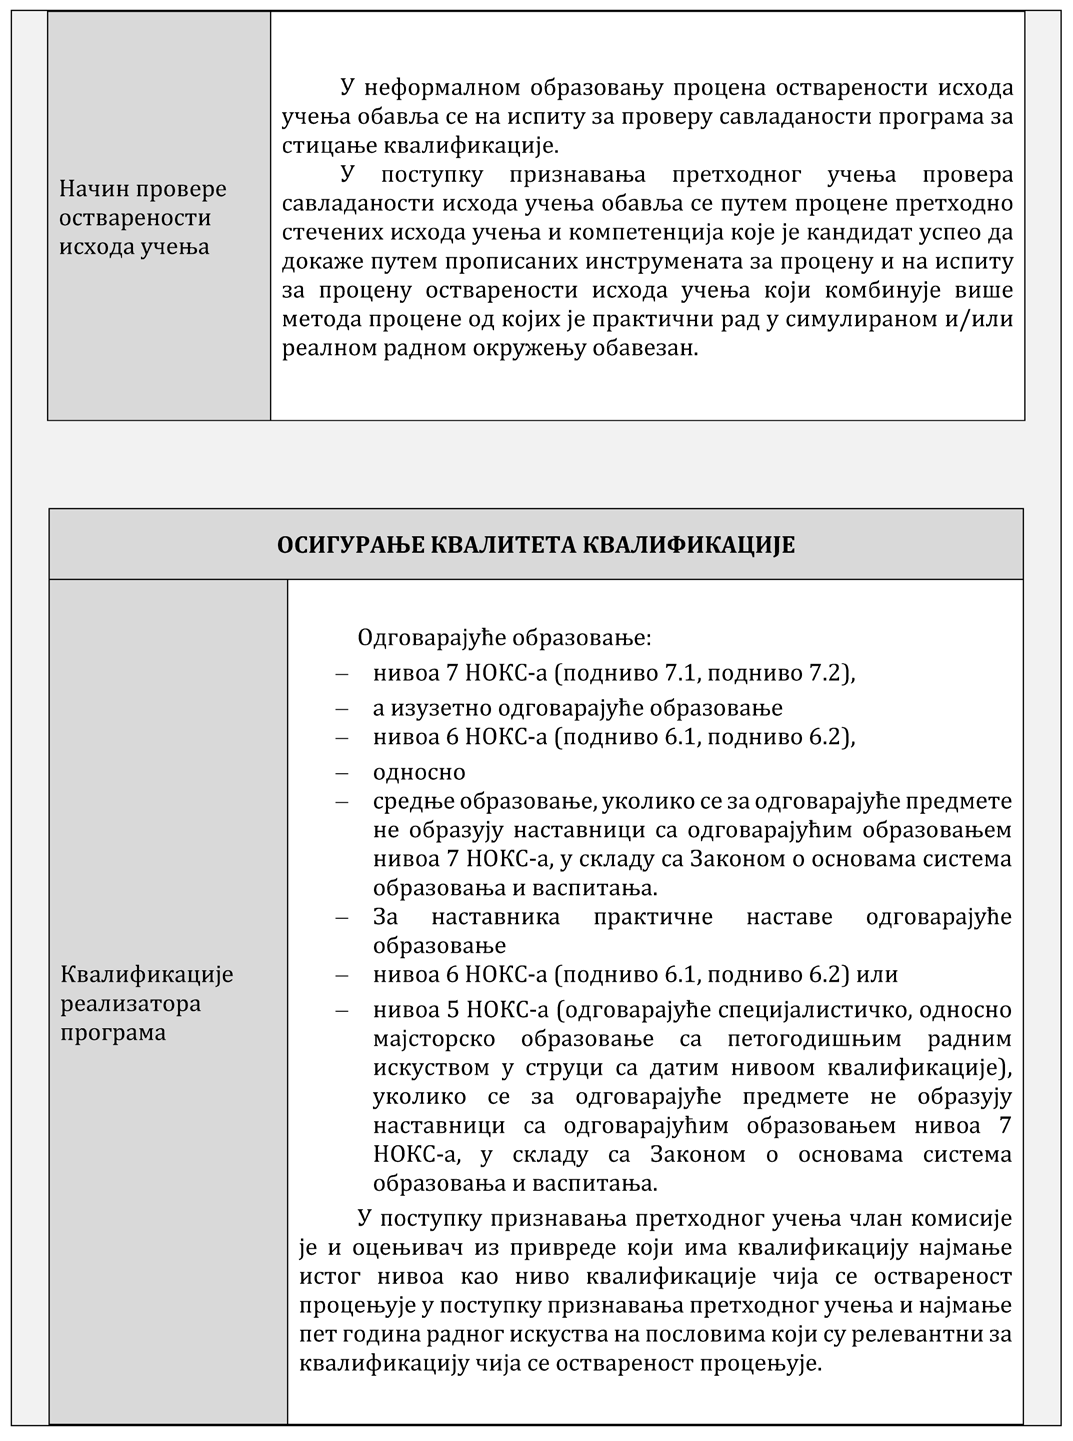 Начин провере
остварености
исхода учења
У неформалном образовању процена остварености исхода
учења обавља се на испиту за проверу савладаности програма за
стицање квалификације.
У поступку признавања претходног учења провера
савладаности исхода учења обавља се путем процене претходно
стечених исхода учења и компетенција које је кандидат успео да
докаже путем прописаних инструмената за процену и на испиту
за процену остварености исхода учења који комбинује више
метода процене од којих је практични рад у симулираном и/или
реалном радном окружењу обавезан.
ОСИГУРАЊЕ КВАЛИТЕТА КВАЛИФИКАЦИЈЕ
Квалификације
реализатора
програма
Одговарајуће образовање:
– нивоа 7 НОКС-а (подниво 7.1, подниво 7.2),
– а изузетно одговарајуће образовање
– нивоа 6 НОКС-а (подниво 6.1, подниво 6.2),
– односно
– средње образовање, уколико се за одговарајуће предмете
не образују наставници са одговарајућим образовањем
нивоа 7 НОКС-а, у складу са Законом о основама система
образовања и васпитања.
– За наставника практичне наставе одговарајуће
образовање
– нивоа 6 НОКС-а (подниво 6.1, подниво 6.2) или
– нивоа 5 НОКС-а (одговарајуће специјалистичко, односно
мајсторско образовање са петогодишњим радним
искуством у струци са датим нивоом квалификације),
уколико се за одговарајуће предмете не образују
наставници са одговарајућим образовањем нивоа 7
НОКС-а, у складу са Законом о основама система
образовања и васпитања.
У поступку признавања претходног учења члан комисије
је и оцењивач из привреде који има квалификацију најмање
истог нивоа као ниво квалификације чија се оствареност
процењује у поступку признавања претходног учења и најмање
пет година радног искуства на пословима који су релевантни за
квалификацију чија се оствареност процењује.